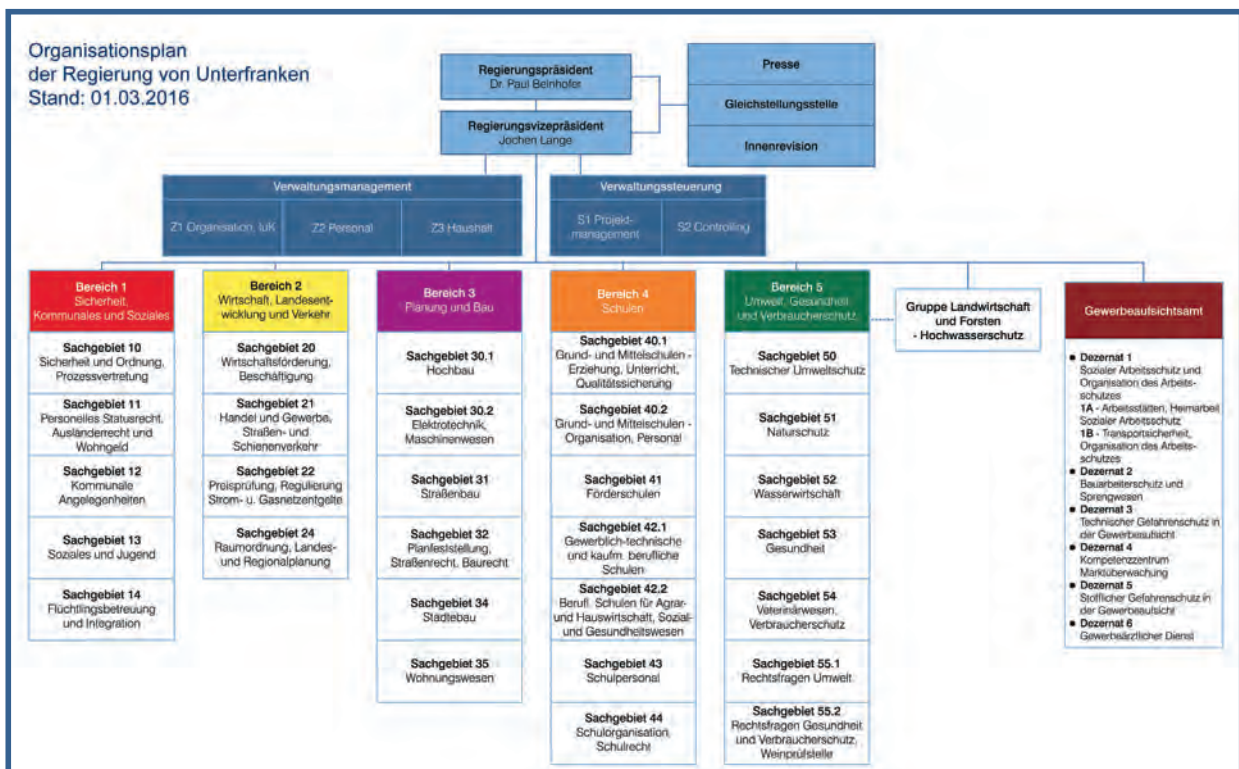 Organisationsplan
der Regierung von Unterfranken
Stand: 01.03.2016
Regierungspräsident
Dr. Paul Beinhofer
Regierungsvizepräsident
Jochen Lange
Presse
Gleichstellungsstelle
Innenrevision
Verwaltungsmanagement
Z1 Organisation, IuK
Z2 Personal
Z3 Haushalt
Verwaltungssteuerung
S1 Projekt-
management
S2 Controlling
Bereich 1
Sicherheit,
Kommunales und Soziales
Sachgebiet 10
Sicherheit und Ordnung,
Prozessvertretung
Sachgebiet 11
Personelles Statusrecht,
Ausländerrecht und
Wohngeld
Sachgebiet 12
Kommunale
Angelegenheiten
Sachgebiet 13
Soziales und Jugend
Sachgebiet 14
Flüchtlingsbetreuung
und Integration
Bereich 2
Wirtschaft, Landesent-
wicklung und Verkehr
Sachgebiet 20
Wirtschaftsförderung,
Beschäftigung
Sachgebiet 21
Handel und Gewerbe,
Straßen- und
Schienenverkehr
Sachgebiet 22
Preisprüfung, Regulierung
Strom- u. Gasnetzentgelte
Sachgebiet 24
Raumordnung, Landes-
und Regionalplanung
Bereich 3
Planung und Bau
Sachgebiet 30.1
Hochbau
Sachgebiet 30.2
Elektrotechnik,
Maschinenwesen
Sachgebiet 31
Straßenbau
Sachgebiet 32
Planfeststellung,
Straßenrecht, Baurecht
Sachgebiet 34
Städtebau
Sachgebiet 35
Wohnungswesen
Bereich 4
Schulen
Sachgebiet 40.1
Grund- und Mittelschulen -
Erziehung, Unterricht,
Qualitätssicherung
Sachgebiet 40.2
Grund- und Mittelschulen -
Organisation, Personal
Sachgebiet 41
Förderschulen
Sachgebiet 42.1
Gewerblich-technische
und kaufm. berufliche
Schulen
Sachgebiet 42.2
Berufl. Schulen für Agrar-
und Hauswirtschaft, Sozial-
und Gesundheitswesen
Sachgebiet 43
Schulpersonal
Sachgebiet 44
Schulorganisation,
Schulrecht
Bereich 5
Umwelt, Gesundheit
und Verbraucherschutz
Sachgebiet 50
Technischer Umweltschutz
Sachgebiet 51
Naturschutz
Sachgebiet 52
Wasserwirtschaft
Sachgebiet 53
Gesundheit
Sachgebiet 54
Veterinärwesen,
Verbraucherschutz
Sachgebiet 55.1
Rechtsfragen Umwelt
Sachgebiet 55.2
Rechtsfragen Gesundheit
und Verbraucherschutz,
Weinprüfstelle
Gruppe Landwirtschaft
und Forsten
- Hochwasserschutz
Gewerbeaufsichtsamt
• Dezernat 1
Sozialer Arbeitsschutz und
Organisation des Arbeits-
schutzes
1A - Arbeitsstätten, Heimarbeit
Sozialer Arbeitsschutz
1B - Transportsicherheit,
Organisation des Arbeits-
schutzes
• Dezernat 2
Bauarbeiterschutz und
Sprengwesen
• Dezernat 3
Technischer Gefahrenschutz in
der Gewerbeaufsicht
• Dezernat 4
Kompetenzzentrum
Marktüberwachung
• Dezernat 5
Stofflicher Gefahrenschutz in
der Gewerbeaufsicht
• Dezernat 6
Gewerbeärztlicher Dienst